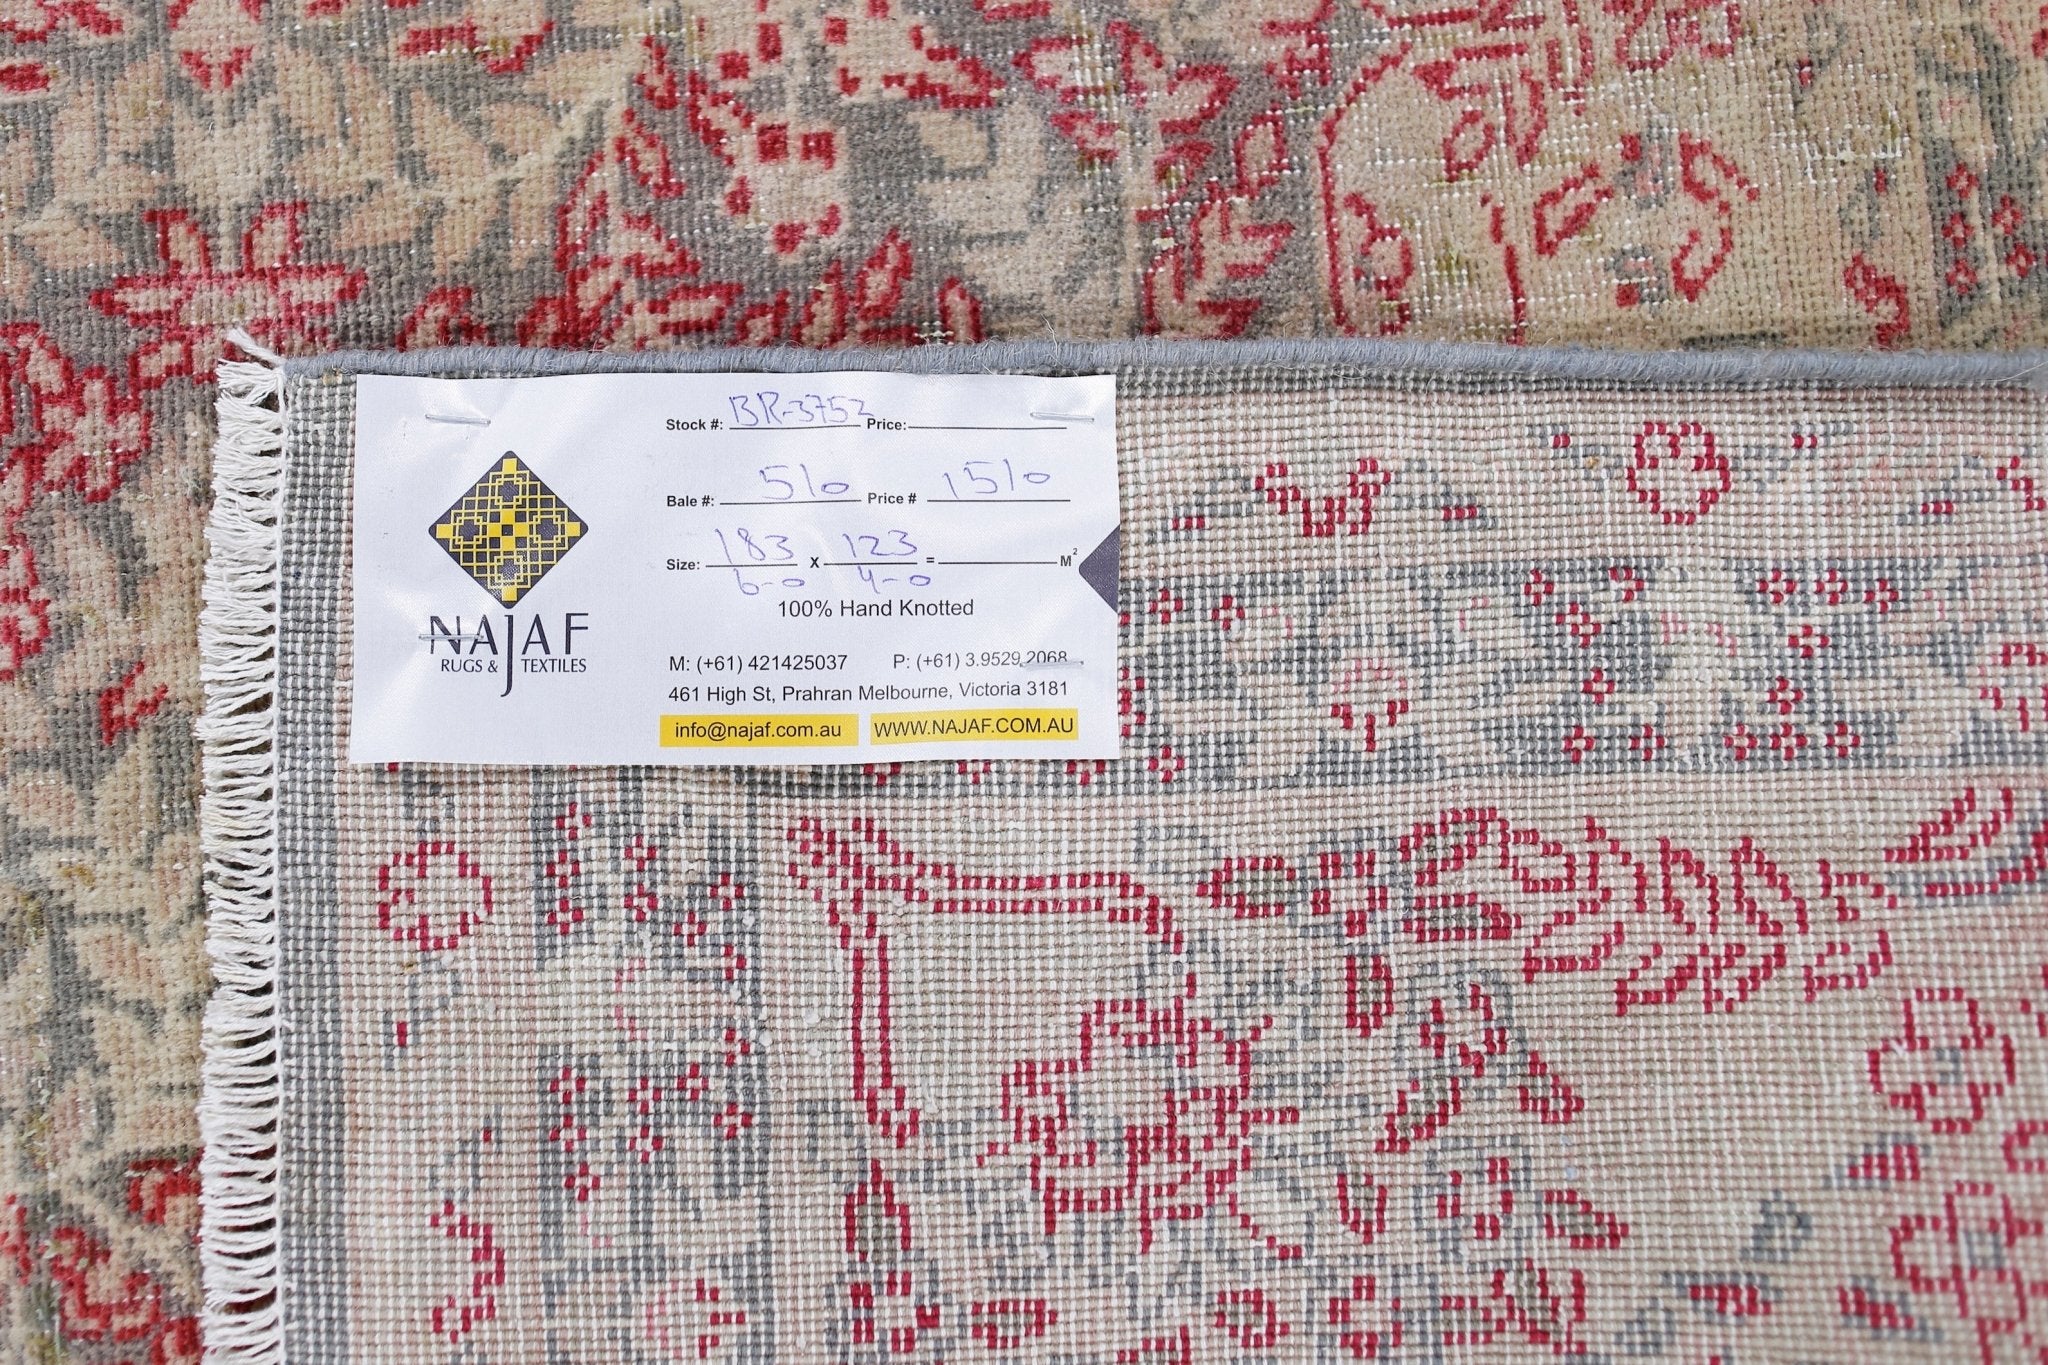 Stock #: BR-3752 Price:
Bale #: 510 Price # 1510
Size: 183 x 123 = M²
6-0 4-0
100% Hand Knotted
NAJAF
RUGS & TEXTILES
M: (+61) 421425037 P: (+61) 3.9529 2068
461 High St, Prahran Melbourne, Victoria 3181
info@najaf.com.au WWW.NAJAF.COM.AU